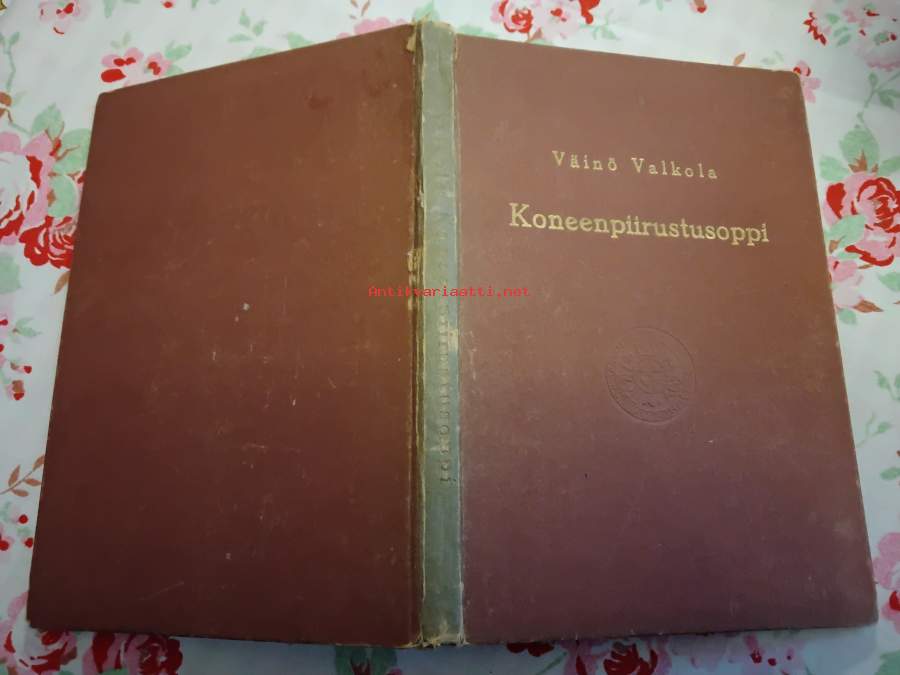 Väinö Valkola
Koneenpiirustusoppi
Antikvariaatti.net